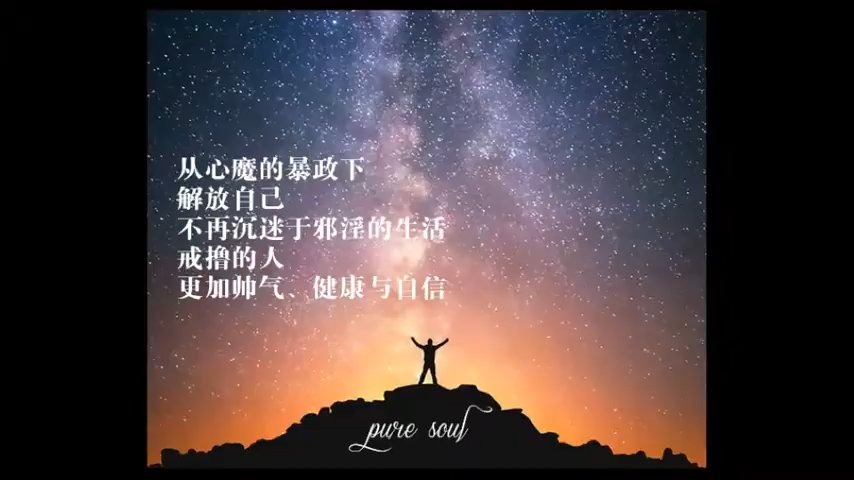 从心魔的暴政下
解放自己
不再沉迷于邪淫的生活
戒撸的人
更加帅气、健康与自信
pure soul